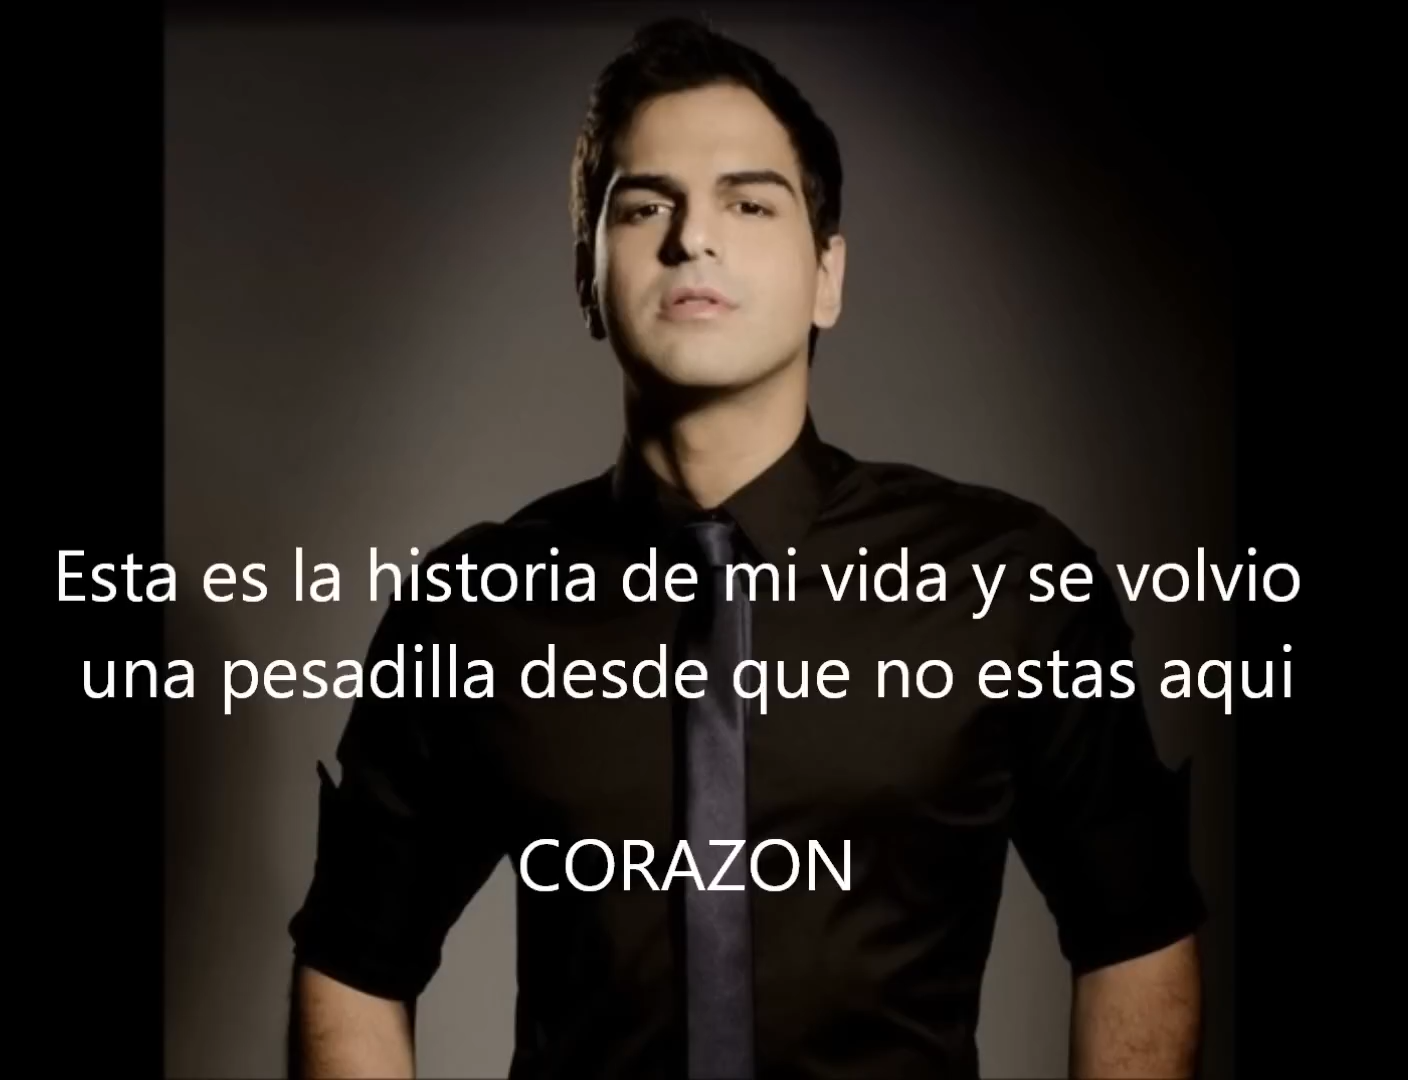 Esta es la historia de mi vida y se volvio
una pesadilla desde que no estas aqui
CORAZON